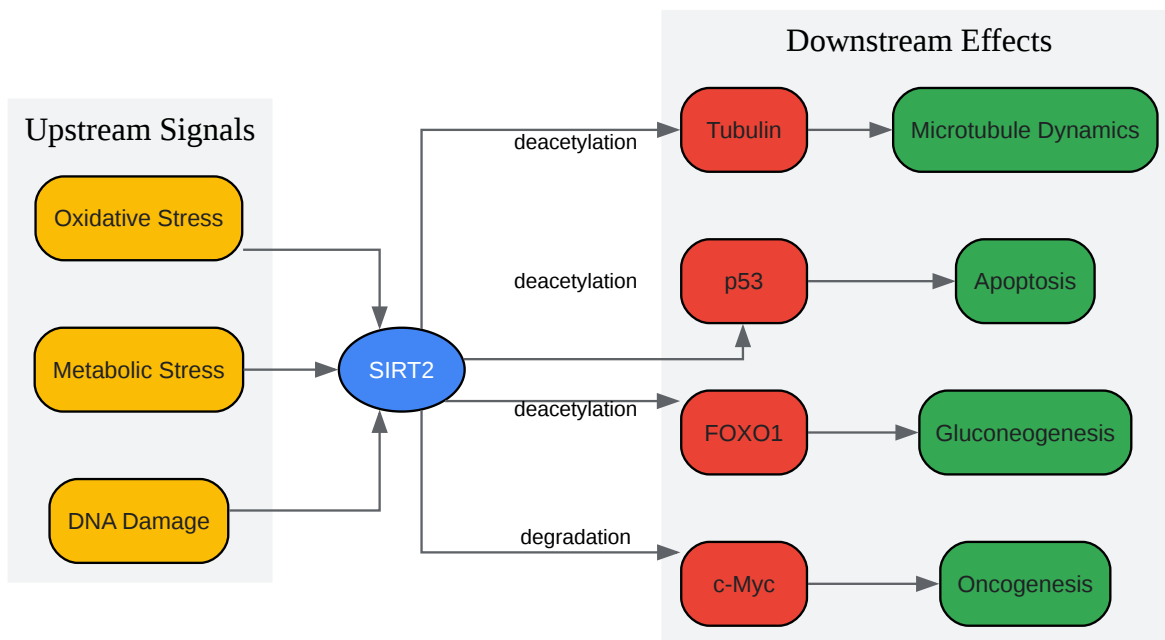 Upstream Signals
Oxidative Stress
Metabolic Stress
DNA Damage
SIRT2
deacetylation
deacetylation
deacetylation
degradation
Downstream Effects
Tubulin
Microtubule Dynamics
p53
Apoptosis
FOXO1
Gluconeogenesis
c-Myc
Oncogenesis